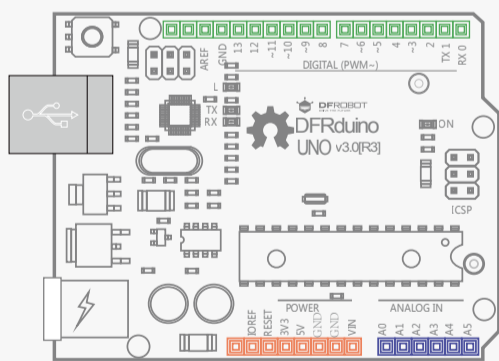 AREF
GND
13
12
~11
~10
~9
8
7
~6
~5
4
~3
2
TX 1
RX 0
DIGITAL (PWM~)
L
TX
RX
DFROBOT
DFRduino
UNO v3.0[R3]
ON
ICSP
POWER
ANALOG IN
IOREF
RESET
3V3
5V
GND
GND
VIN
A0
A1
A2
A3
A4
A5